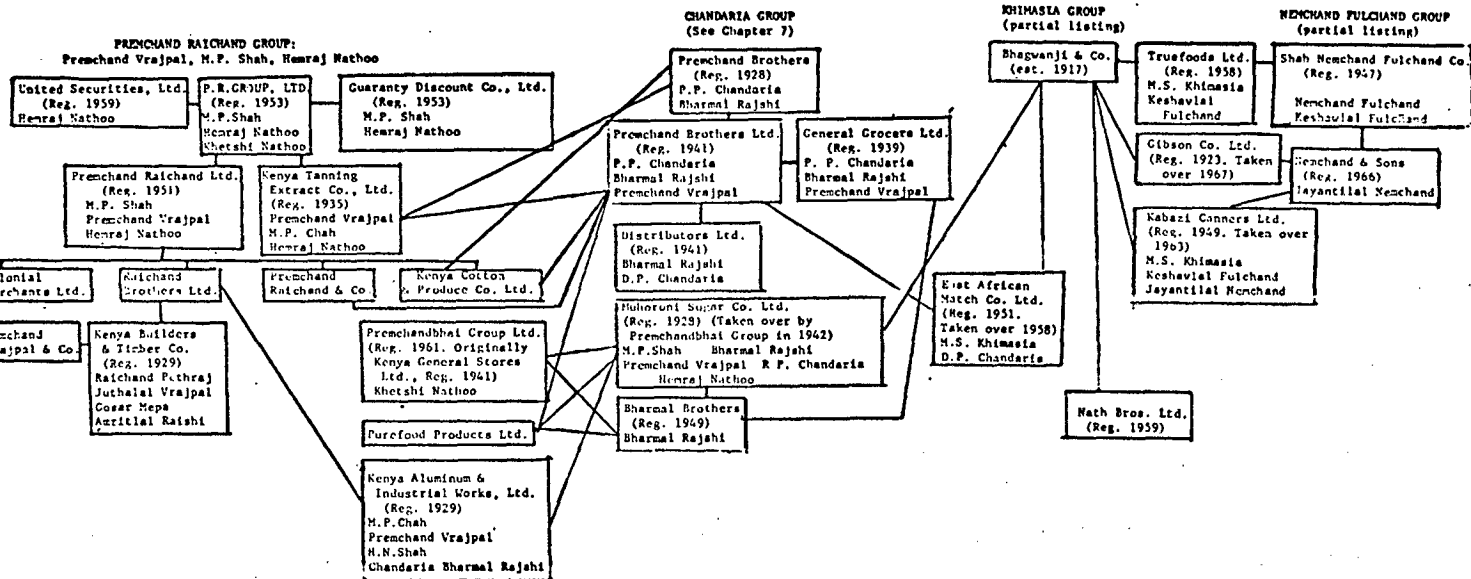 PREMCHAND RAICHAND GROUP:
Premchand Vrajpal, M.P. Shah, Hemraj Nathoo
United Securities, Ltd.
(Reg. 1959)
Hemraj Nathoo
P.R.GROUP, LTD.
(Reg. 1953)
M.P.Shah
Hemraj Nathoo
Khetshi Nathoo
Guaranty Discount Co., Ltd.
(Reg. 1953)
M.P. Shah
Hemraj Nathoo
Premchand Raichand Ltd.
(Reg. 1951)
M.P. Shah
Premchand Vrajpal
Hemraj Nathoo
Kenya Tanning
Extract Co., Ltd.
(Reg. 1935)
Premchand Vrajpal
M.P. Chah
Hemraj Nathoo
lonial
rchants Ltd.
Raichand
Brothers Ltd.
Premchand
Raichand & Co.
Kenya Cotton
& Produce Co. Ltd.
mchand
ajpal & Co.
Kenya Builders
& Timber Co.
(Reg. 1929)
Raichand Pethraj
Juthalal Vrajpal
Gosar Mepa
Amritlal Raishi
CHANDARIA GROUP
(See Chapter 7)
Premchand Brothers
(Reg. 1928)
P.P. Chandaria
Bharmal Rajshi
Premchand Brothers Ltd.
(Reg. 1941)
P.P. Chandaria
Bharmal Rajshi
Premchand Vrajpal
General Grocers Ltd.
(Reg. 1939)
P. P. Chandaria
Bharmal Rajshi
Premchand Vrajpal
Distributors Ltd.
(Reg. 1941)
Bharmal Rajshi
D.P. Chandaria
Premchandbhai Group Ltd.
(Reg. 1961. Originally
Kenya General Stores
Ltd., Reg. 1941)
Khetshi Nathoo
Muhoroni Sugar Co. Ltd.
(Reg. 1928) (Taken over by
Premchandbhai Group in 1942)
M.P.Shah Bharmal Rajshi
Premchand Vrajpal R P. Chandaria
Hemraj Nathoo
Purefood Products Ltd.
Bharmal Brothers
(Reg. 1949)
Bharmal Rajshi
Kenya Aluminum &
Industrial Works, Ltd.
(Reg. 1929)
M.P.Chah
Premchand Vrajpal
H.N.Shah
Chandaria Bharmal Rajshi
KHIMASIA GROUP
(partial listing)
Bhagwanji & Co.
(est. 1917)
Truefoods Ltd.
(Reg. 1958)
M.S. Khimasia
Keshavlal
Fulchand
NEMCHAND FULCHAND GROUP
(partial listing)
Shah Nemchand Fulchand Co.
(Reg. 1947)
Nemchand Fulchand
Keshavlal Fulchand
Gibson Co. Ltd.
(Reg. 1923. Taken
over 1967)
Nemchand & Sons
(Reg. 1966)
Jayantilal Nemchand
Kabazi Canners Ltd.
(Reg. 1949. Taken over
1963)
M.S. Khimasia
Keshavlal Fulchand
Jayantilal Nemchand
East African
Match Co. Ltd.
(Reg. 1951.
Taken over 1958)
M.S. Khimasia
D.P. Chandaria
Nath Bros. Ltd.
(Reg. 1959)